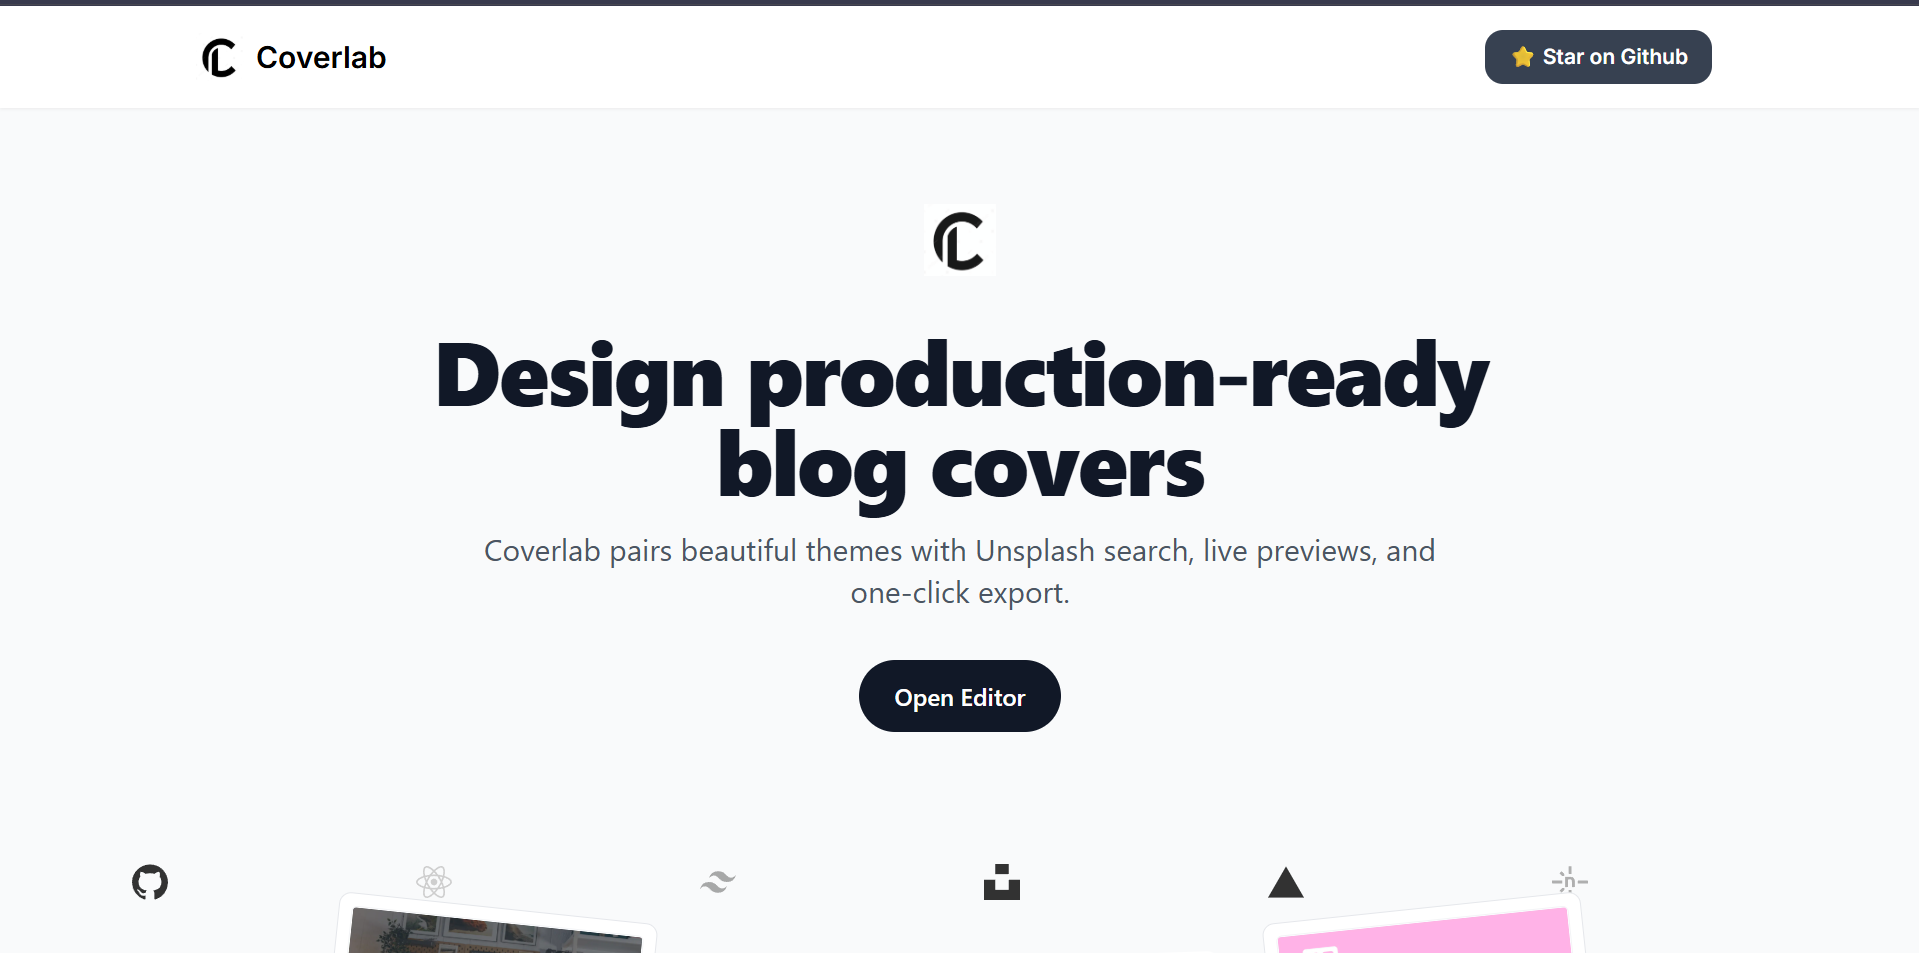 Coverlab
⭐ Star on Github
Design production-ready
blog covers
Coverlab pairs beautiful themes with Unsplash search, live previews, and
one-click export.
Open Editor